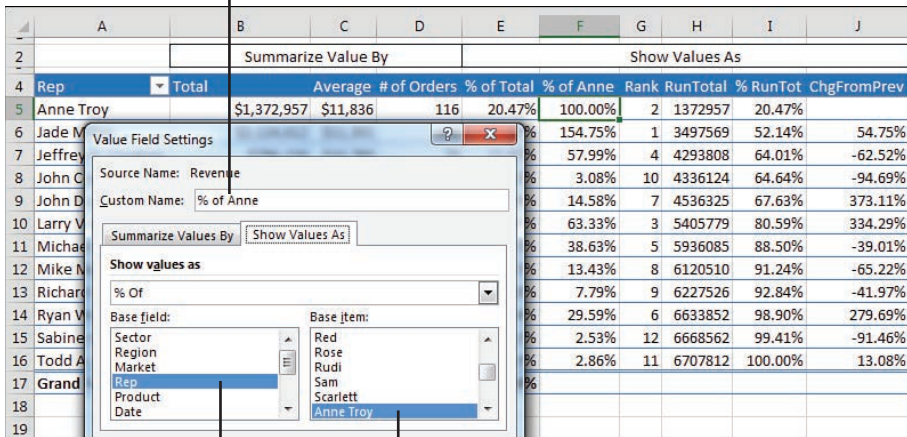 A B C D E F G H I J
2 Summarize Value By Show Values As
4 Rep Total Average # of Orders % of Total % of Anne Rank RunTotal % RunTot ChgFromPrev
5 Anne Troy $1,372,957 $11,836 116 20.47% 100.00% 2 1372957 20.47%
6 Jade M % 154.75% 1 3497569 52.14% 54.75%
7 Jeffrey % 57.99% 4 4293808 64.01% -62.52%
8 John C % 3.08% 10 4336124 64.64% -94.69%
9 John D % 14.58% 7 4536325 67.63% 373.11%
10 Larry V % 63.33% 3 5405779 80.59% 334.29%
11 Michae % 38.63% 5 5936085 88.50% -39.01%
12 Mike M % 13.43% 8 6120510 91.24% -65.22%
13 Richard % 7.79% 9 6227526 92.84% -41.97%
14 Ryan W % 29.59% 6 6633852 98.90% 279.69%
15 Sabine % 2.53% 12 6668562 99.41% -91.46%
16 Todd A % 2.86% 11 6707812 100.00% 13.08%
17 Grand %
18
19
Value Field Settings ?
Source Name: Revenue
Custom Name: % of Anne
Summarize Values By Show Values As
Show values as
% Of
Base field: Base item:
Sector Red
Region Rose
Market Rudi
Rep Sam
Product Scarlett
Date Anne Troy